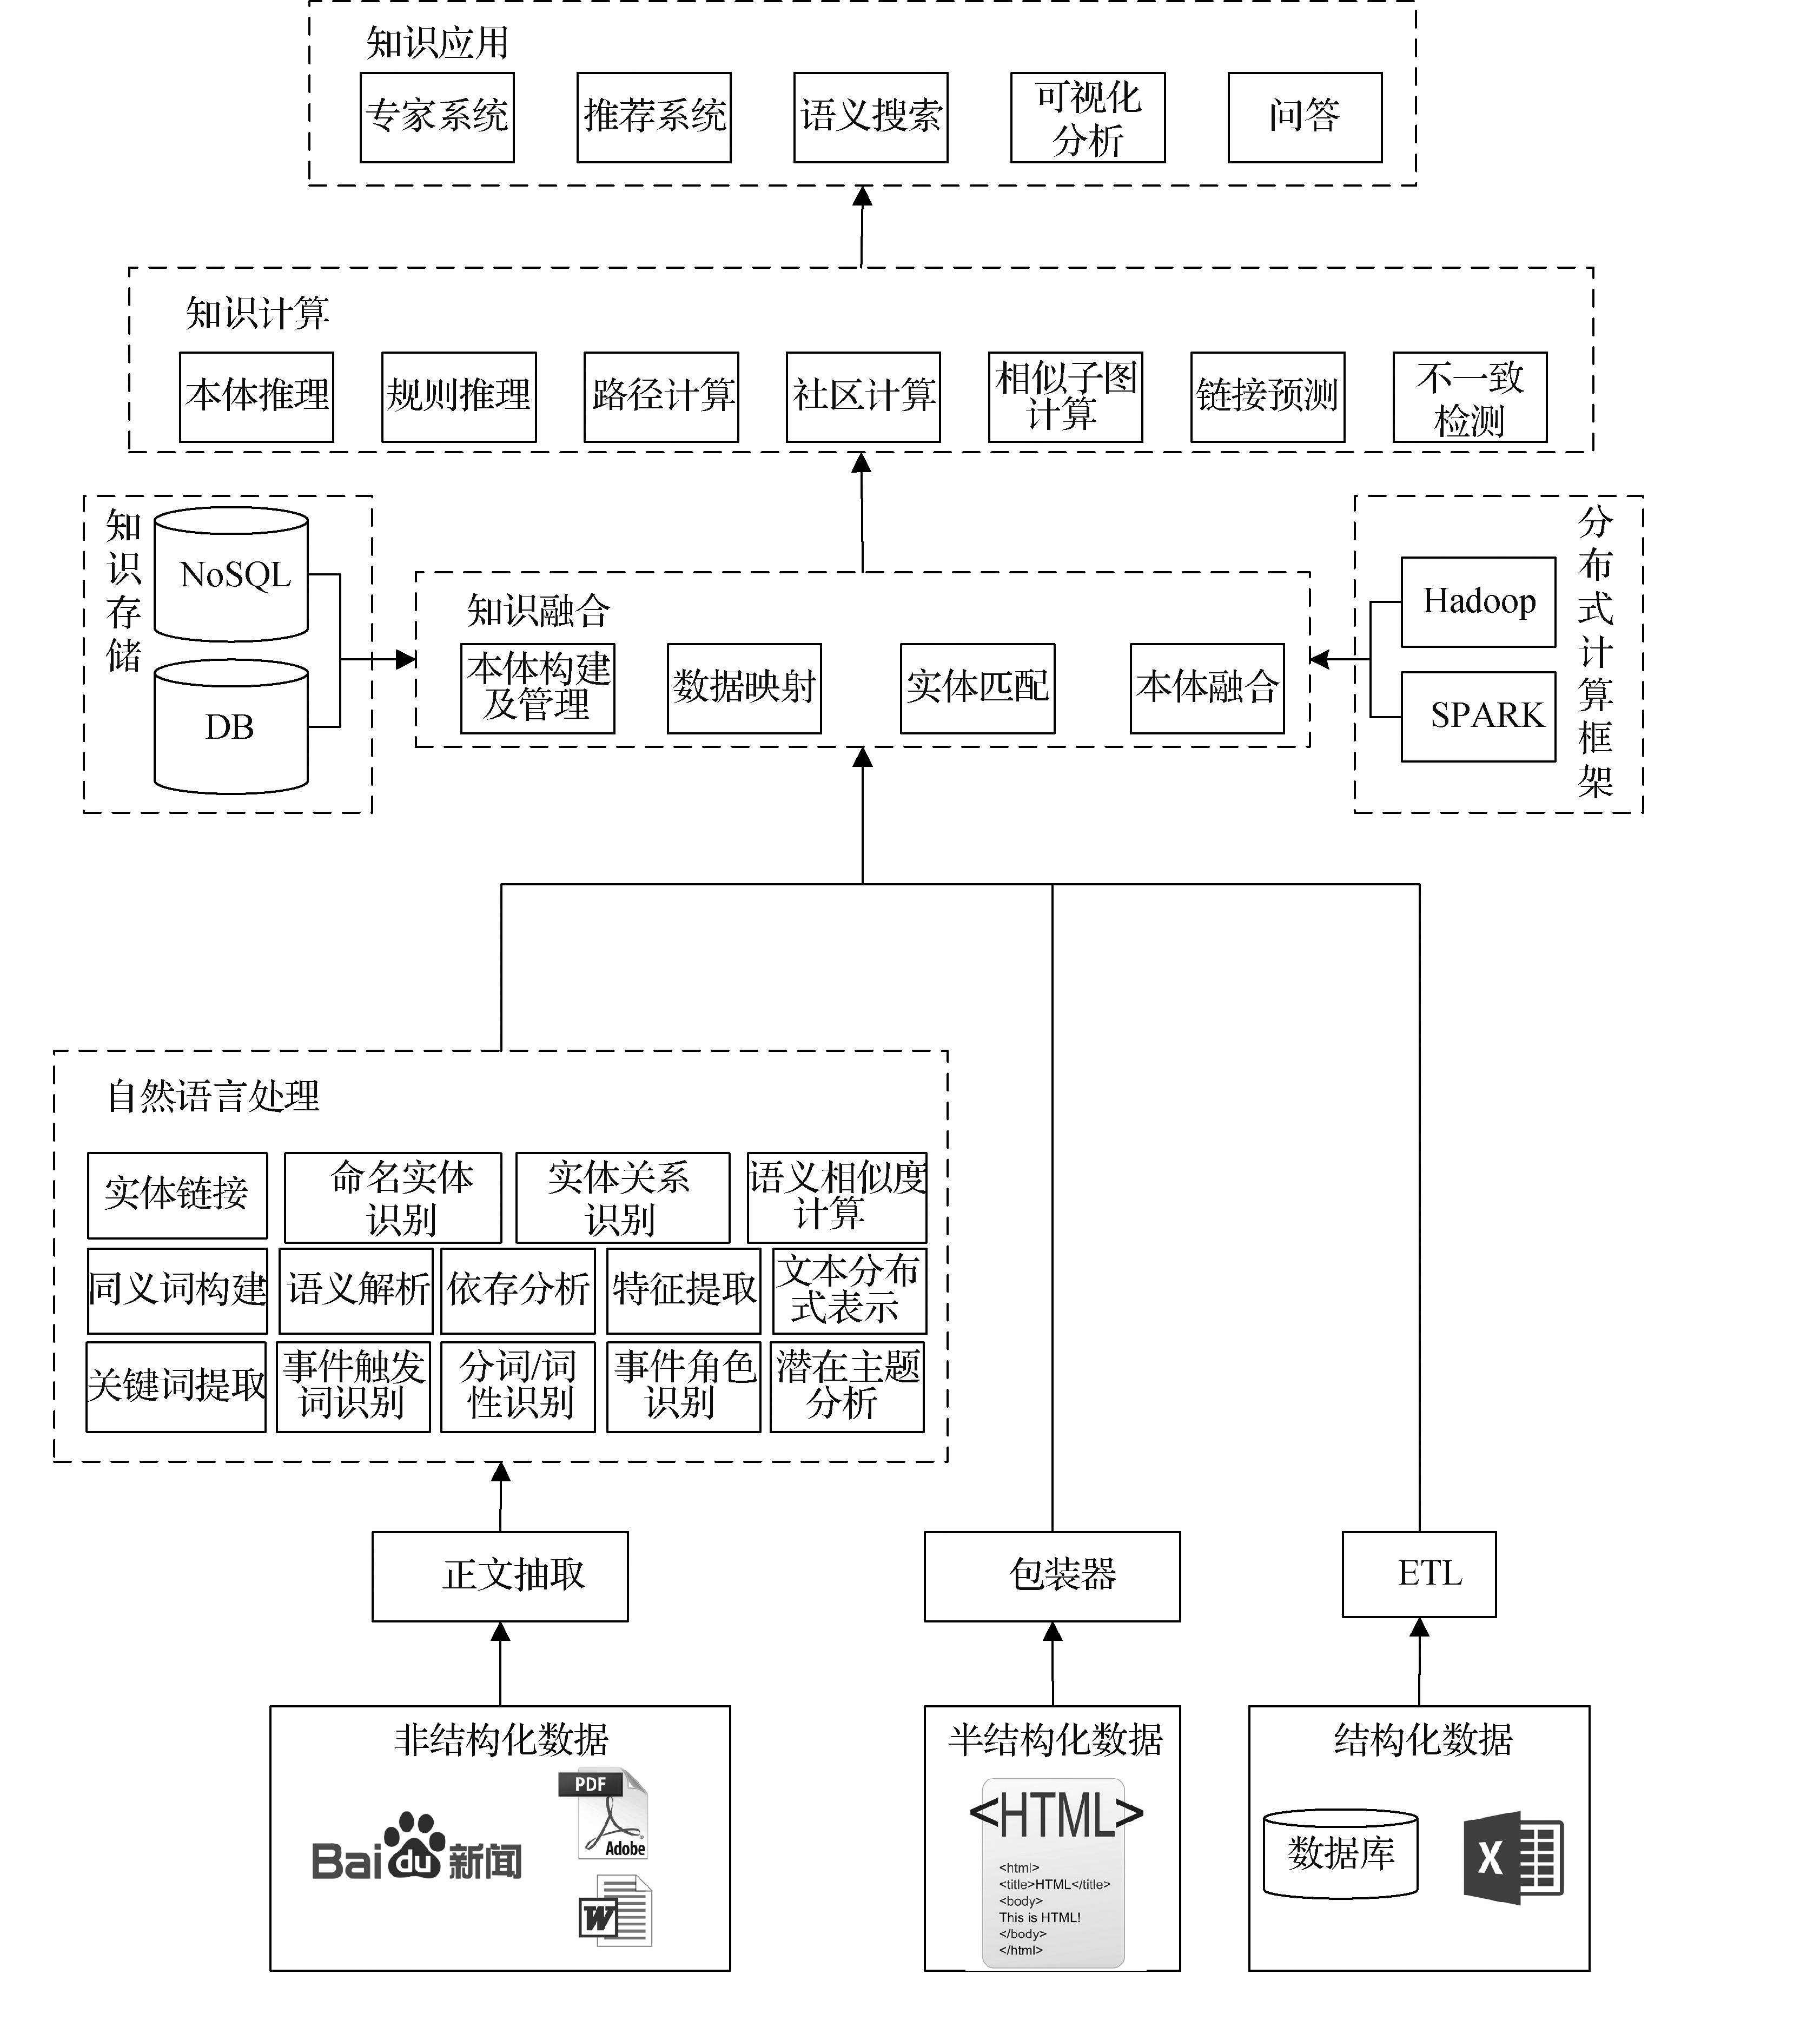 知识应用
专家系统
推荐系统
语义搜索
可视化
分析
问答
知识计算
本体推理
规则推理
路径计算
社区计算
相似子图
计算
链接预测
不一致
检测
知识存储
NoSQL
DB
知识融合
本体构建
及管理
数据映射
实体匹配
本体融合
Hadoop
SPARK
分布式计算框架
自然语言处理
实体链接
命名实体
识别
实体关系
识别
语义相似度
计算
同义词构建
语义解析
依存分析
特征提取
文本分布
式表示
关键词提取
事件触发
词识别
分词/词
性识别
事件角色
识别
潜在主题
分析
正文抽取
包装器
ETL
非结构化数据
Bai du 新闻
PDF
Adobe
W
半结构化数据
<HTML>
<html>
<title>HTML</title>
<body>
This is HTML!
</body>
</html>
结构化数据
数据库
X